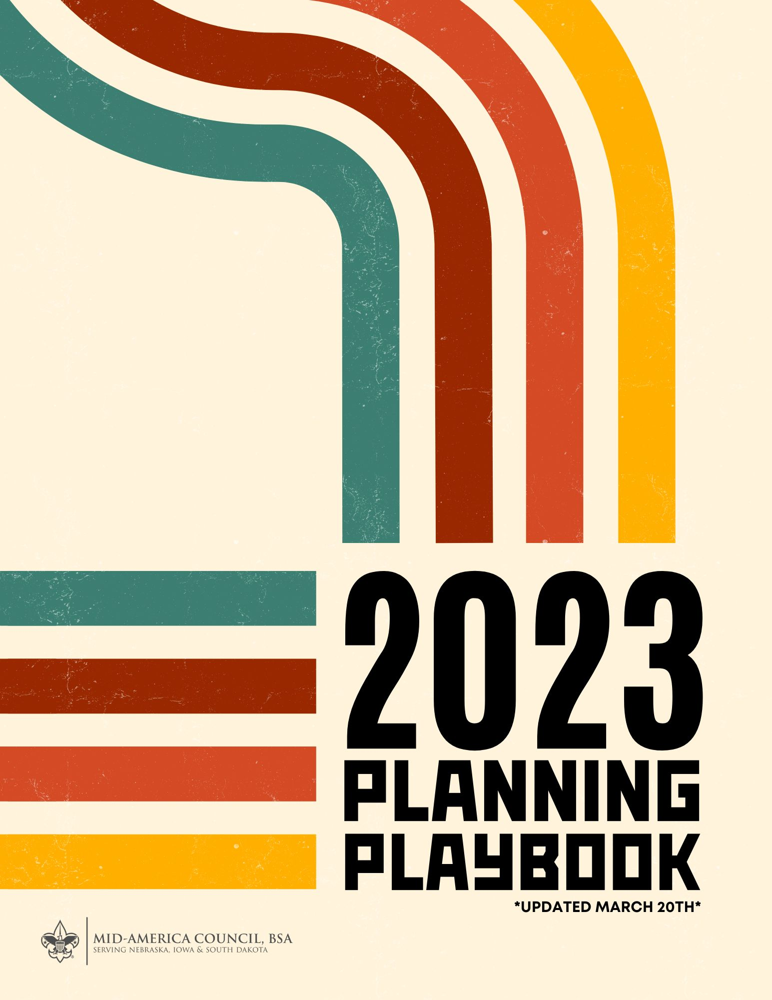 2023
PLANNING
PLAYBOOK
*UPDATED MARCH 20TH*
MID-AMERICA COUNCIL, BSA
SERVING NEBRASKA, IOWA & SOUTH DAKOTA